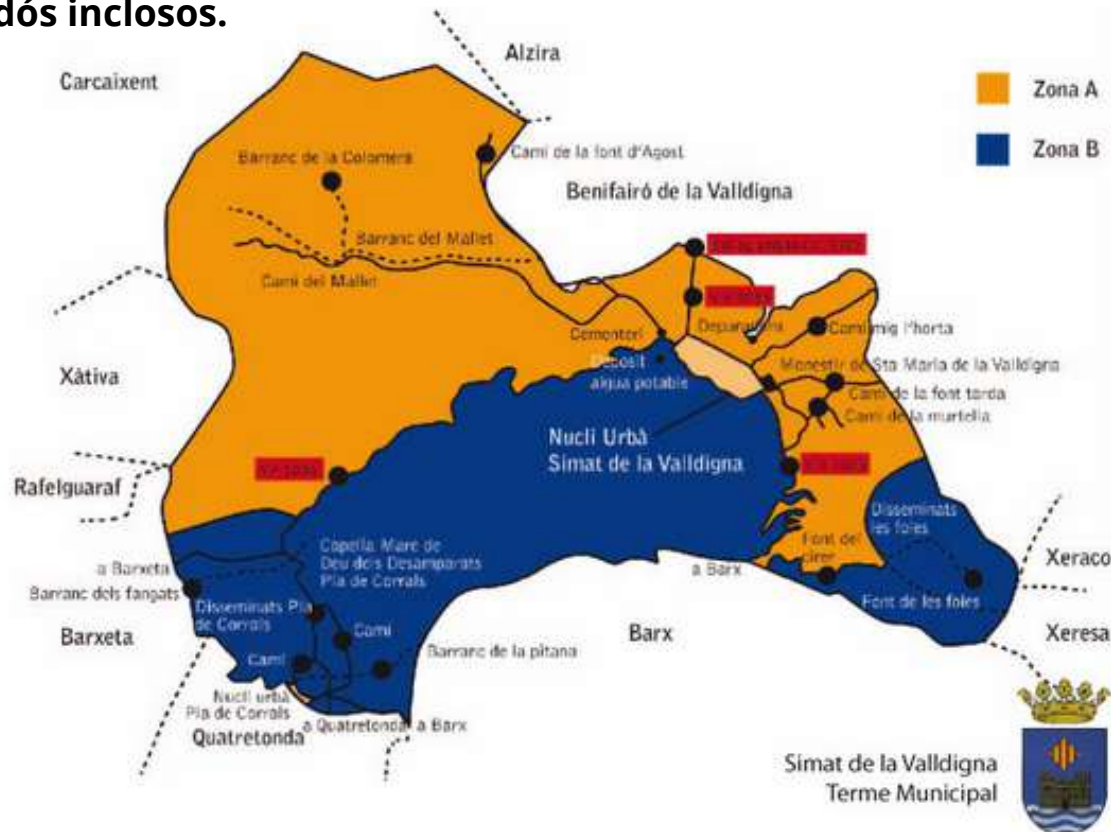 dós inclosos.
Alzira
Carcaixent
Zona A
Zona B
Camí de la font d'Agost
Barranc de la Colomera
Benifairó de la Valldigna
Barranc del Mallet
Camí del Mallet
Cementeri
Depuradora
Camí mig l'horta
Depòsit
aigua potable
Monestir de Sta Maria de la Valldigna
Xàtiva
Camí de la font tarda
Camí de la murtella
Nucli Urbà
Simat de la Valldigna
Rafelguaraf
Disseminats
les foies
Font del
cirer
Capella Mare de
Deu dels Desamparats
Pla de Corrals
a Barxeta
a Barx
Xeraco
Barranc dels fangats
Disseminats Pla
de Corrals
Font de les foies
Barxeta
Camí
Barx
Xeresa
Barranc de la pitana
Camí
Nucli urbà
Pla de Corrals
a Quatretonda
a Barx
Quatretonda
Simat de la Valldigna
Terme Municipal